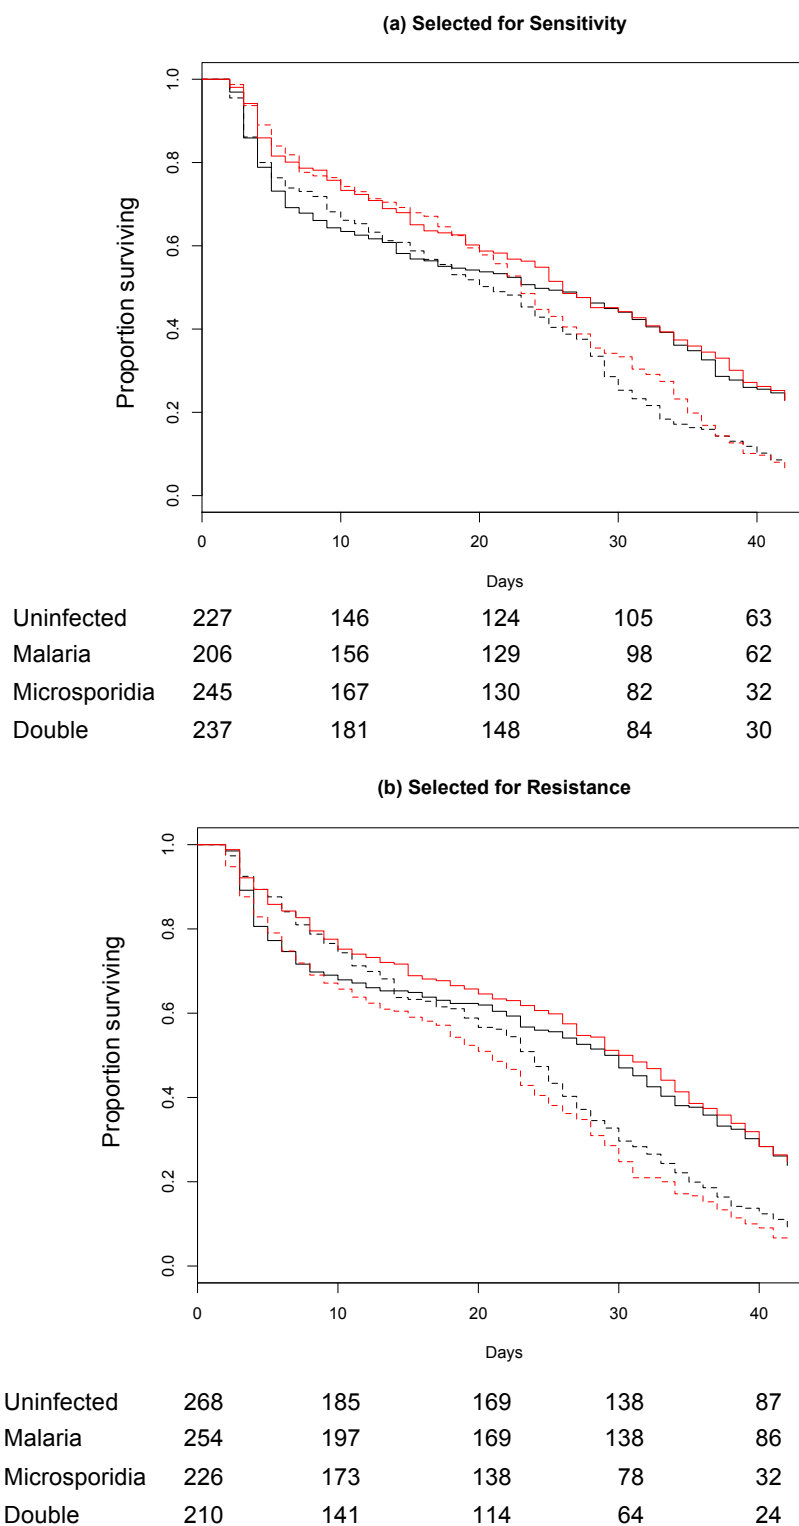 (a) Selected for Sensitivity
Proportion surviving
1.0
0.8
0.6
0.4
0.2
0.0
0 10 20 30 40
Days
Uninfected 227 146 124 105 63
Malaria 206 156 129 98 62
Microsporidia 245 167 130 82 32
Double 237 181 148 84 30
(b) Selected for Resistance
Proportion surviving
1.0
0.8
0.6
0.4
0.2
0.0
0 10 20 30 40
Days
Uninfected 268 185 169 138 87
Malaria 254 197 169 138 86
Microsporidia 226 173 138 78 32
Double 210 141 114 64 24